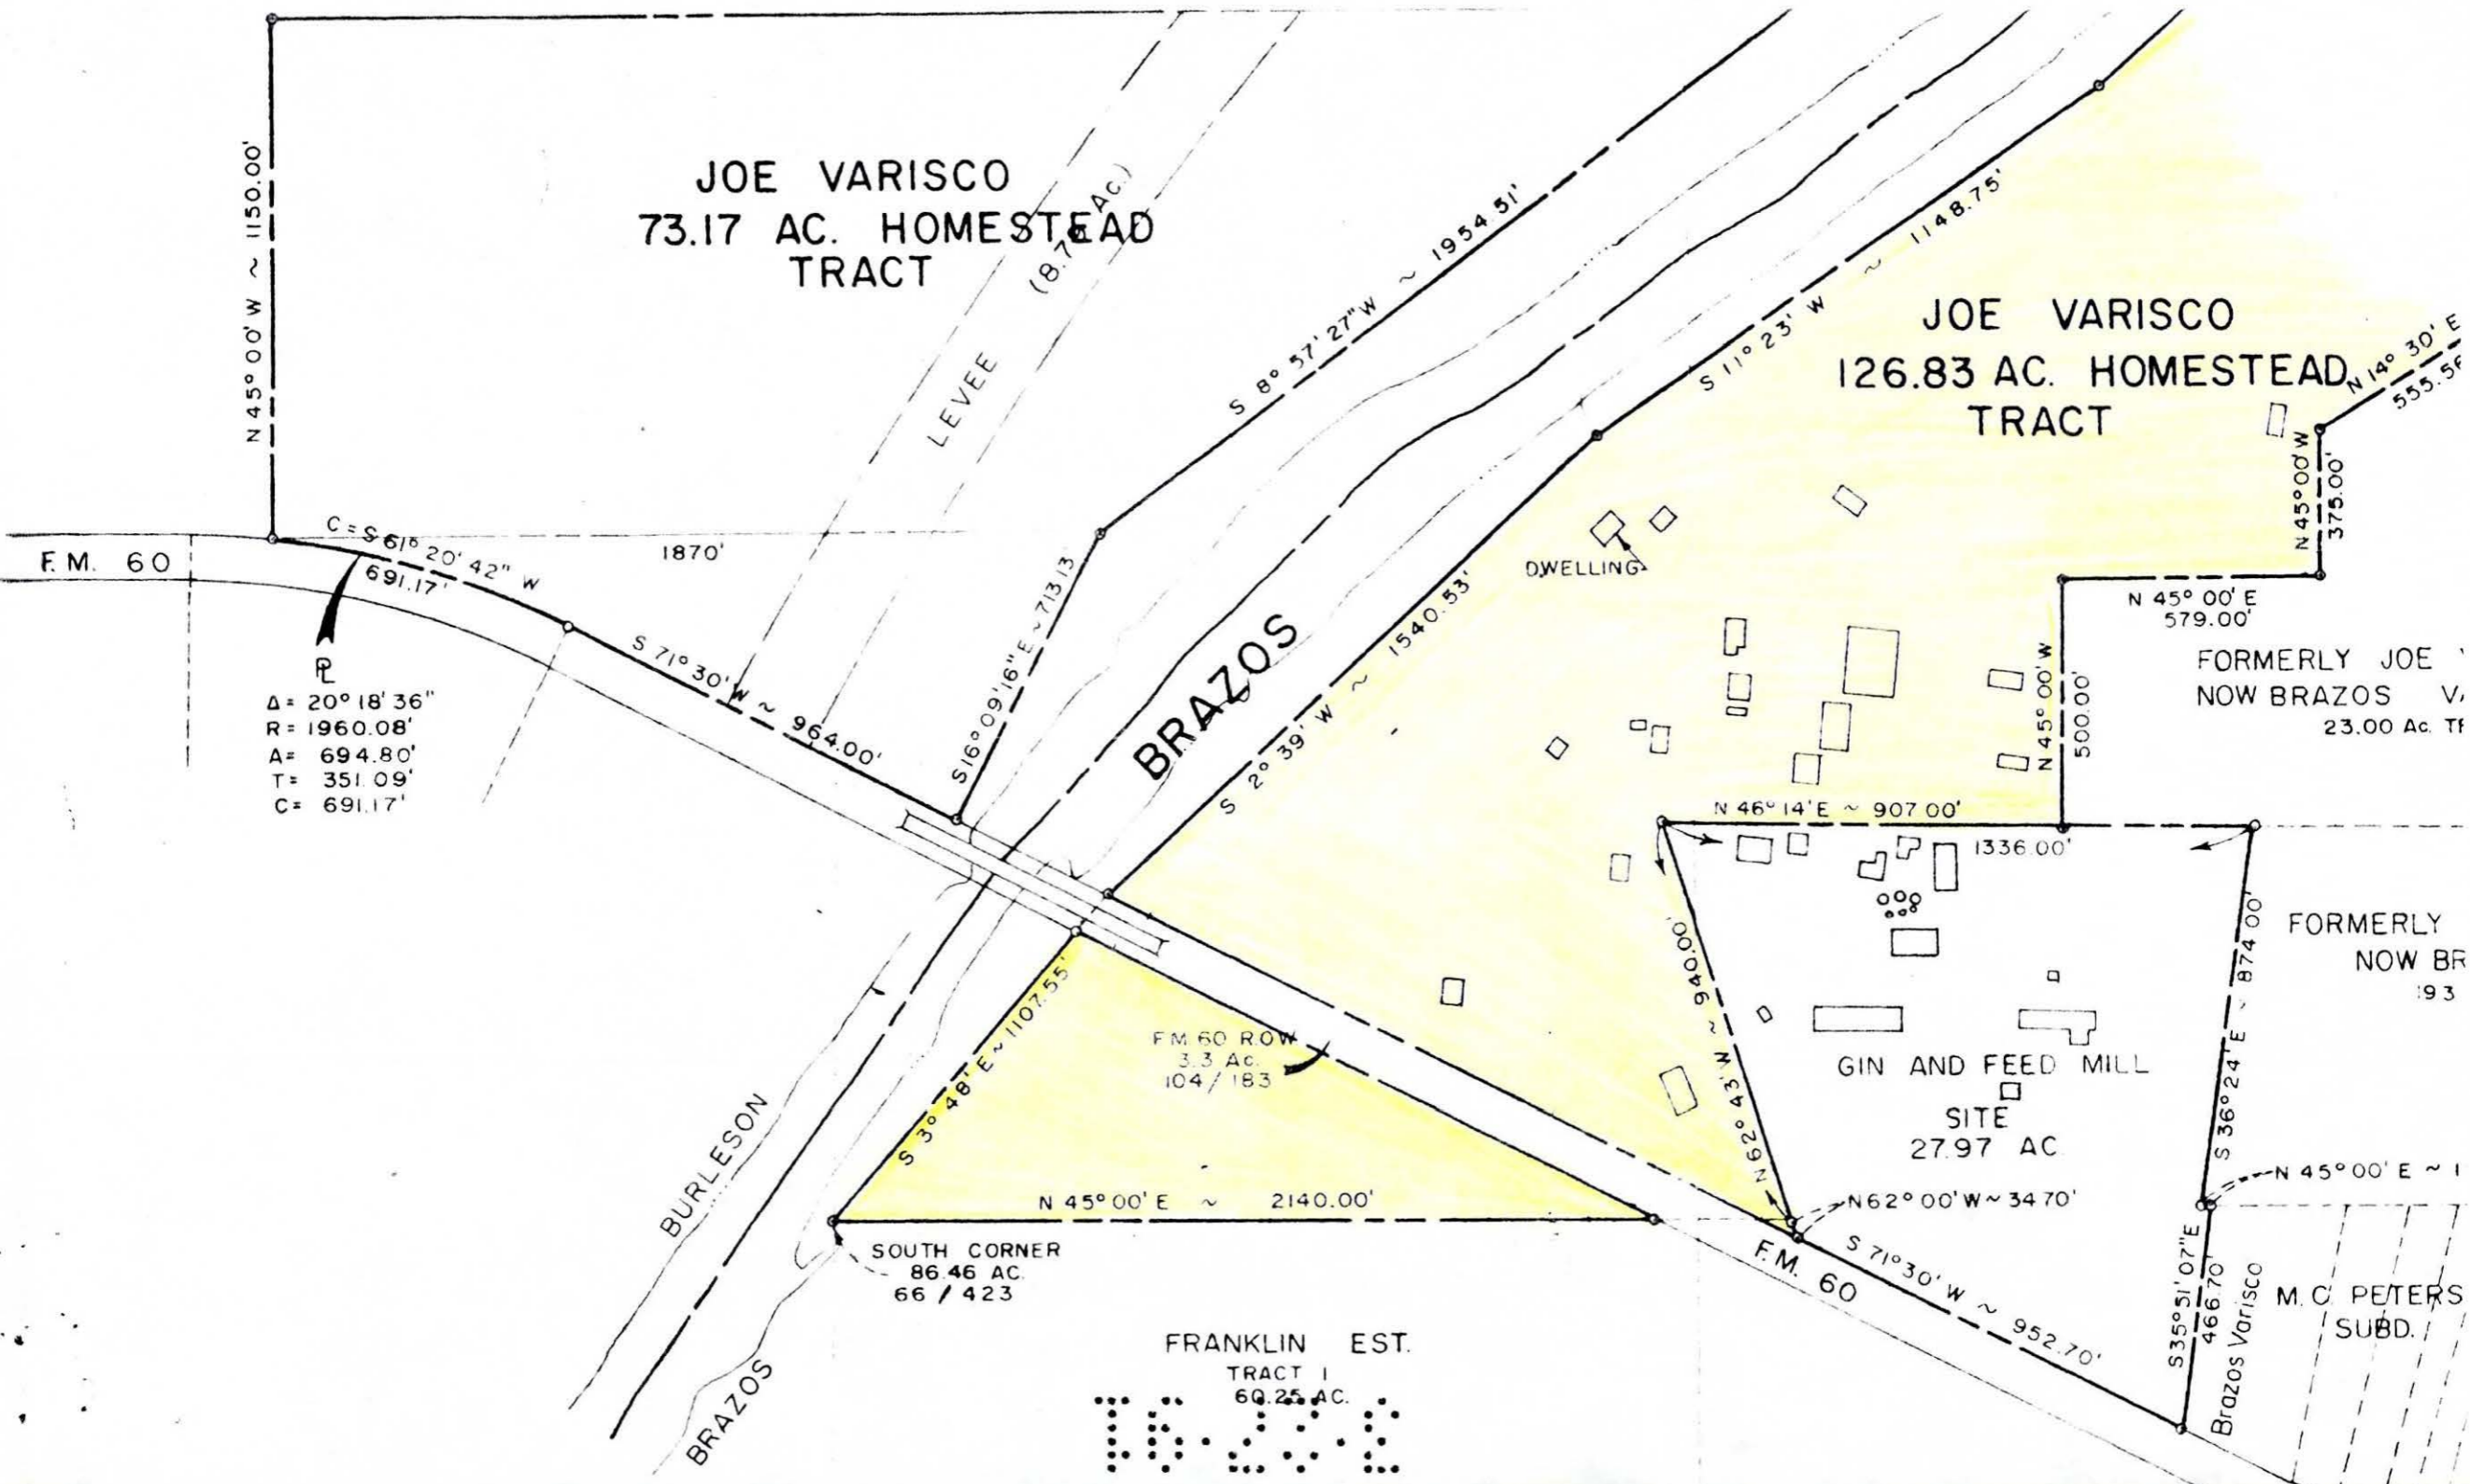 JOE VARISCO
73.17 AC. HOMESTEAD
TRACT
N 45° 00' W ~ 1150.00'
LEVEE
S 8° 57' 27" W ~ 1954.51'
S 11° 23' W ~ 1148.75'
JOE VARISCO
126.83 AC. HOMESTEAD
TRACT
N 14° 30' E
N 45° 00' W
375.00'
F.M. 60
C = S 61° 20' 42" W
691.17'
1870'
S 71° 30' W ~ 964.00'
S 16° 09' 16" E ~ 713.13
BRAZOS
S 2° 39' W ~ 1540.53'
DWELLING
N 45° 00' E
579.00'
N 45° 00' W
500.00'
FORMERLY JOE
NOW BRAZOS
23.00 Ac.
PL
Δ = 20° 18' 36"
R = 1960.08'
A = 694.80'
T = 351.09'
C = 691.17'
N 46° 14' E ~ 907.00'
1336.00'
N 62° 43' W ~ 940.00'
S 36° 24' E ~ 874.00'
FORMERLY
NOW
GIN AND FEED MILL
SITE
27.97 AC
S 3° 48' E ~ 1107.55'
F.M. 60 R.O.W
3.3 Ac.
104 / 183
N 45° 00' E ~ 2140.00'
N 62° 00' W ~ 34.70'
N 45° 00' E ~
SOUTH CORNER
86.46 AC.
66 / 423
BURLESON
BRAZOS
F.M. 60
S 71° 30' W ~ 952.70'
S 35° 51' 07" E
466.70'
Brazos Varisco
M.C. PETERS
SUBD.
FRANKLIN EST.
TRACT 1
60.25 AC.